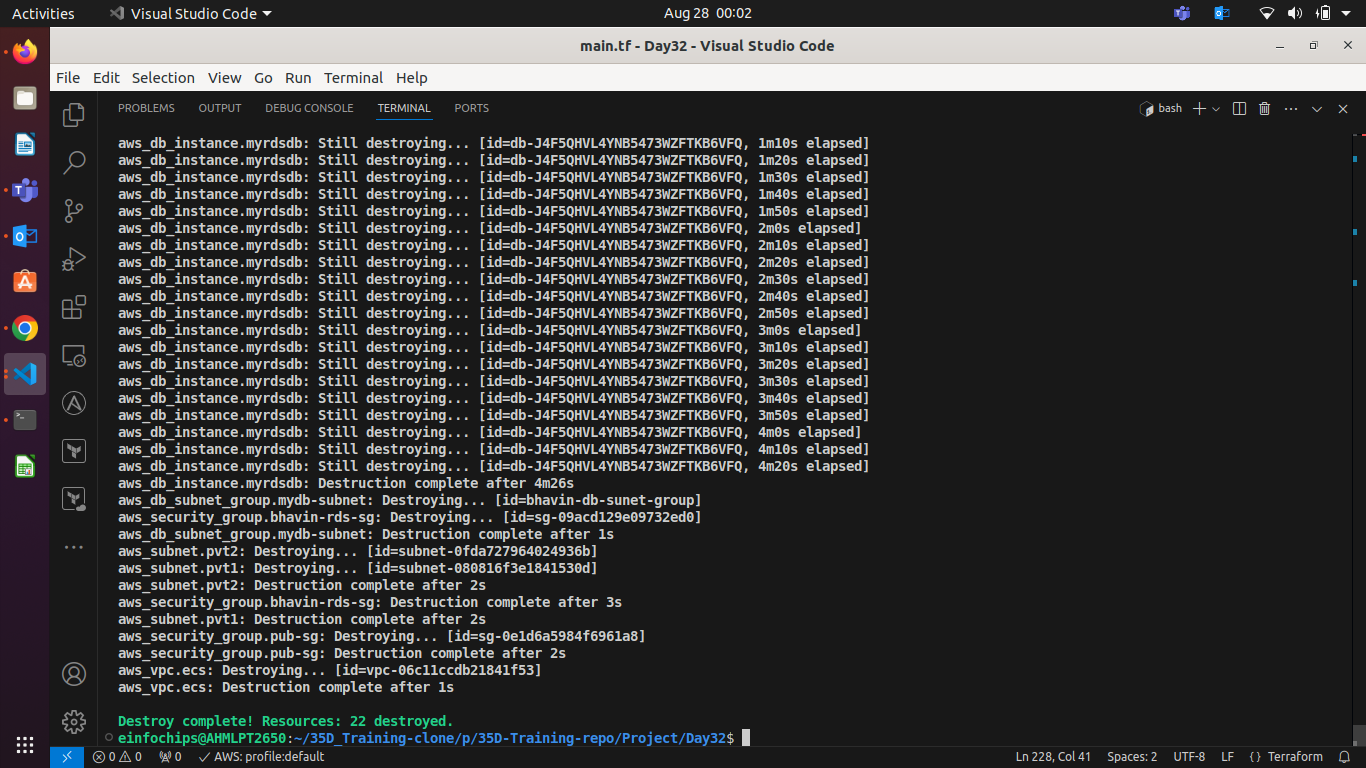 Activities
Visual Studio Code
Aug 28 00:02
main.tf - Day32 - Visual Studio Code
File Edit Selection View Go Run Terminal Help
PROBLEMS OUTPUT DEBUG CONSOLE TERMINAL PORTS
bash
aws_db_instance.myrdsdb: Still destroying... [id=db-J4F5QHVL4YNB5473WZFTKB6VFQ, 1m10s elapsed]
aws_db_instance.myrdsdb: Still destroying... [id=db-J4F5QHVL4YNB5473WZFTKB6VFQ, 1m20s elapsed]
aws_db_instance.myrdsdb: Still destroying... [id=db-J4F5QHVL4YNB5473WZFTKB6VFQ, 1m30s elapsed]
aws_db_instance.myrdsdb: Still destroying... [id=db-J4F5QHVL4YNB5473WZFTKB6VFQ, 1m40s elapsed]
aws_db_instance.myrdsdb: Still destroying... [id=db-J4F5QHVL4YNB5473WZFTKB6VFQ, 1m50s elapsed]
aws_db_instance.myrdsdb: Still destroying... [id=db-J4F5QHVL4YNB5473WZFTKB6VFQ, 2m0s elapsed]
aws_db_instance.myrdsdb: Still destroying... [id=db-J4F5QHVL4YNB5473WZFTKB6VFQ, 2m10s elapsed]
aws_db_instance.myrdsdb: Still destroying... [id=db-J4F5QHVL4YNB5473WZFTKB6VFQ, 2m20s elapsed]
aws_db_instance.myrdsdb: Still destroying... [id=db-J4F5QHVL4YNB5473WZFTKB6VFQ, 2m30s elapsed]
aws_db_instance.myrdsdb: Still destroying... [id=db-J4F5QHVL4YNB5473WZFTKB6VFQ, 2m40s elapsed]
aws_db_instance.myrdsdb: Still destroying... [id=db-J4F5QHVL4YNB5473WZFTKB6VFQ, 2m50s elapsed]
aws_db_instance.myrdsdb: Still destroying... [id=db-J4F5QHVL4YNB5473WZFTKB6VFQ, 3m0s elapsed]
aws_db_instance.myrdsdb: Still destroying... [id=db-J4F5QHVL4YNB5473WZFTKB6VFQ, 3m10s elapsed]
aws_db_instance.myrdsdb: Still destroying... [id=db-J4F5QHVL4YNB5473WZFTKB6VFQ, 3m20s elapsed]
aws_db_instance.myrdsdb: Still destroying... [id=db-J4F5QHVL4YNB5473WZFTKB6VFQ, 3m30s elapsed]
aws_db_instance.myrdsdb: Still destroying... [id=db-J4F5QHVL4YNB5473WZFTKB6VFQ, 3m40s elapsed]
aws_db_instance.myrdsdb: Still destroying... [id=db-J4F5QHVL4YNB5473WZFTKB6VFQ, 3m50s elapsed]
aws_db_instance.myrdsdb: Still destroying... [id=db-J4F5QHVL4YNB5473WZFTKB6VFQ, 4m0s elapsed]
aws_db_instance.myrdsdb: Still destroying... [id=db-J4F5QHVL4YNB5473WZFTKB6VFQ, 4m10s elapsed]
aws_db_instance.myrdsdb: Still destroying... [id=db-J4F5QHVL4YNB5473WZFTKB6VFQ, 4m20s elapsed]
aws_db_instance.myrdsdb: Destruction complete after 4m26s
aws_db_subnet_group.mydb-subnet: Destroying... [id=bhavin-db-sunet-group]
aws_security_group.bhavin-rds-sg: Destroying... [id=sg-09acd129e09732ed0]
aws_db_subnet_group.mydb-subnet: Destruction complete after 1s
aws_subnet.pvt2: Destroying... [id=subnet-0fda727964024936b]
aws_subnet.pvt1: Destroying... [id=subnet-080816f3e1841530d]
aws_subnet.pvt2: Destruction complete after 2s
aws_security_group.bhavin-rds-sg: Destruction complete after 3s
aws_subnet.pvt1: Destruction complete after 2s
aws_security_group.pub-sg: Destroying... [id=sg-0e1d6a5984f6961a8]
aws_security_group.pub-sg: Destruction complete after 2s
aws_vpc.ecs: Destroying... [id=vpc-06c11ccdb21841f53]
aws_vpc.ecs: Destruction complete after 1s
Destroy complete! Resources: 22 destroyed.
einfochips@AHMLPT2650:~/35D_Training-clone/p/35D-Training-repo/Project/Day32$
0 0 0 AWS: profile:default Ln 228, Col 41 Spaces: 2 UTF-8 LF {} Terraform